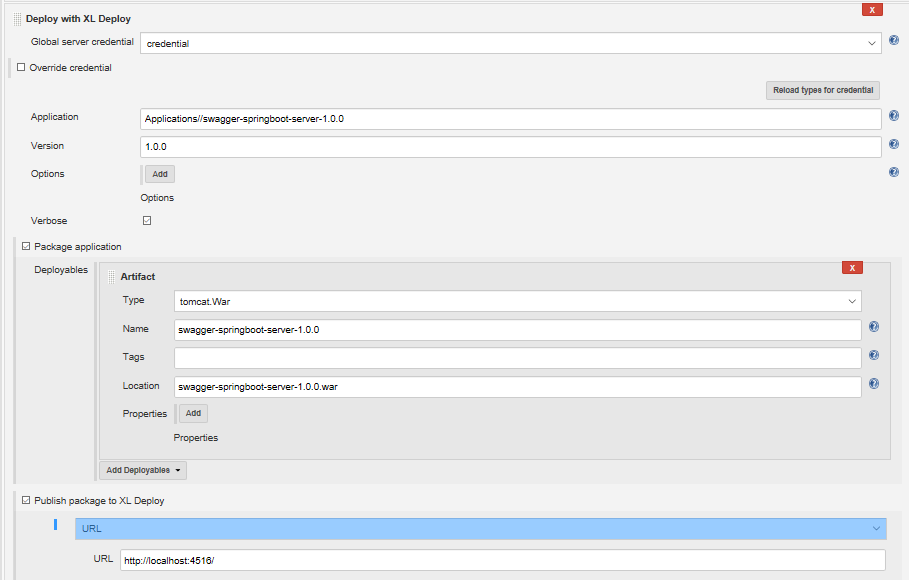 Deploy with XL Deploy
X
Global server credential
credential
Override credential
Reload types for credential
Application
Applications//swagger-springboot-server-1.0.0
Version
1.0.0
Options
Add
Options
Verbose
Package application
Deployables
Artifact
X
Type
tomcat.War
Name
swagger-springboot-server-1.0.0
Tags
Location
swagger-springboot-server-1.0.0.war
Properties
Add
Properties
Add Deployables
Publish package to XL Deploy
URL
URL
http://localhost:4516/